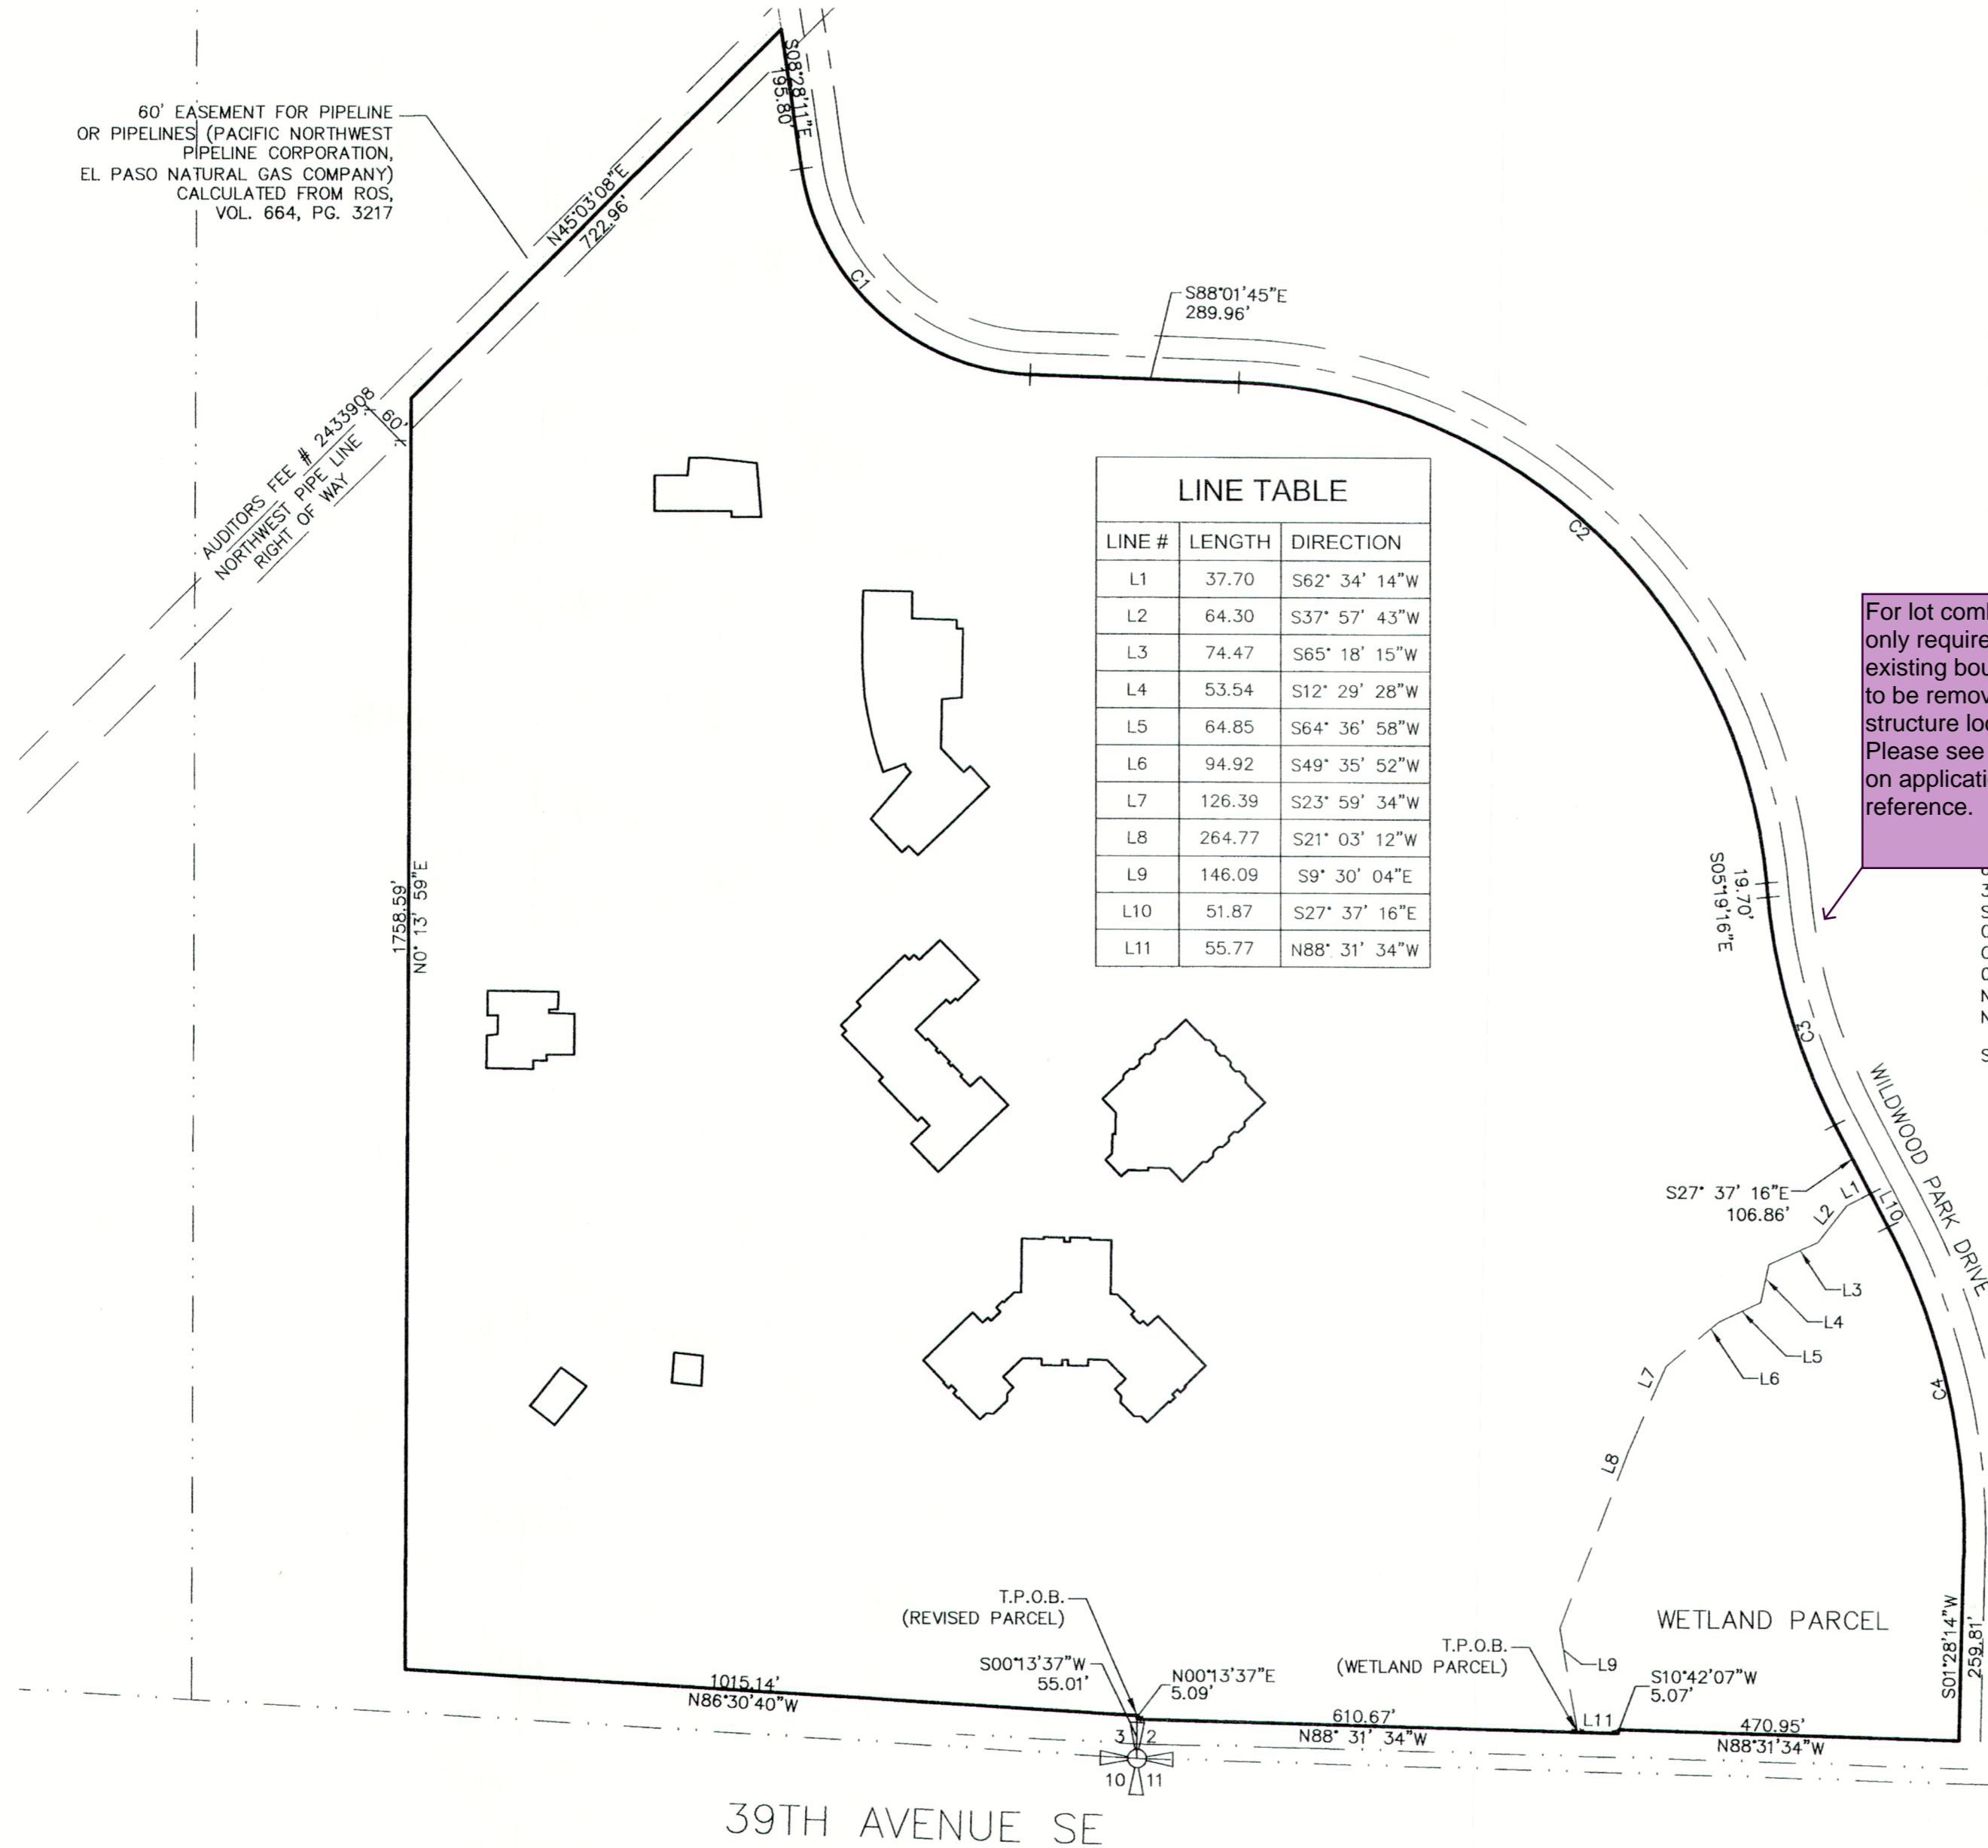 60' EASEMENT FOR PIPELINE
OR PIPELINES (PACIFIC NORTHWEST
PIPELINE CORPORATION,
EL PASO NATURAL GAS COMPANY)
CALCULATED FROM ROS,
VOL. 664, PG. 3217
S08°28'11"E
195.80'
N45°03'08"E
722.96'
C1
S88°01'45"E
289.96'
AUDITORS FEE # 2433908
NORTHWEST PIPE LINE
RIGHT OF WAY
60'
C2
LINE TABLE
LINE # LENGTH DIRECTION
L1 37.70 S62° 34' 14"W
L2 64.30 S37° 57' 43"W
L3 74.47 S65° 18' 15"W
L4 53.54 S12° 29' 28"W
L5 64.85 S64° 36' 58"W
L6 94.92 S49° 35' 52"W
L7 126.39 S23° 59' 34"W
L8 264.77 S21° 03' 12"W
L9 146.09 S9° 30' 04"E
L10 51.87 S27° 37' 16"E
L11 55.77 N88° 31' 34"W
For lot
only
existing
to be
structure
Please see
on
reference.
1758.59'
N0° 13' 59"E
19.70'
S05°19'16"E
C3
WILDWOOD PARK DRIVE
S27° 37' 16"E
106.86'
L1
L10
L2
L3
L4
L5
L6
L7
L8
C4
WETLAND PARCEL
S01°28'14"W
259.81'
T.P.O.B.
(REVISED PARCEL)
S00°13'37"W
55.01'
N00°13'37"E
5.09'
T.P.O.B.
(WETLAND PARCEL)
L9
S10°42'07"W
5.07'
1015.14'
N86°30'40"W
610.67'
N88° 31' 34"W
L11
470.95'
N88°31'34"W
3 2
10 11
39TH AVENUE SE